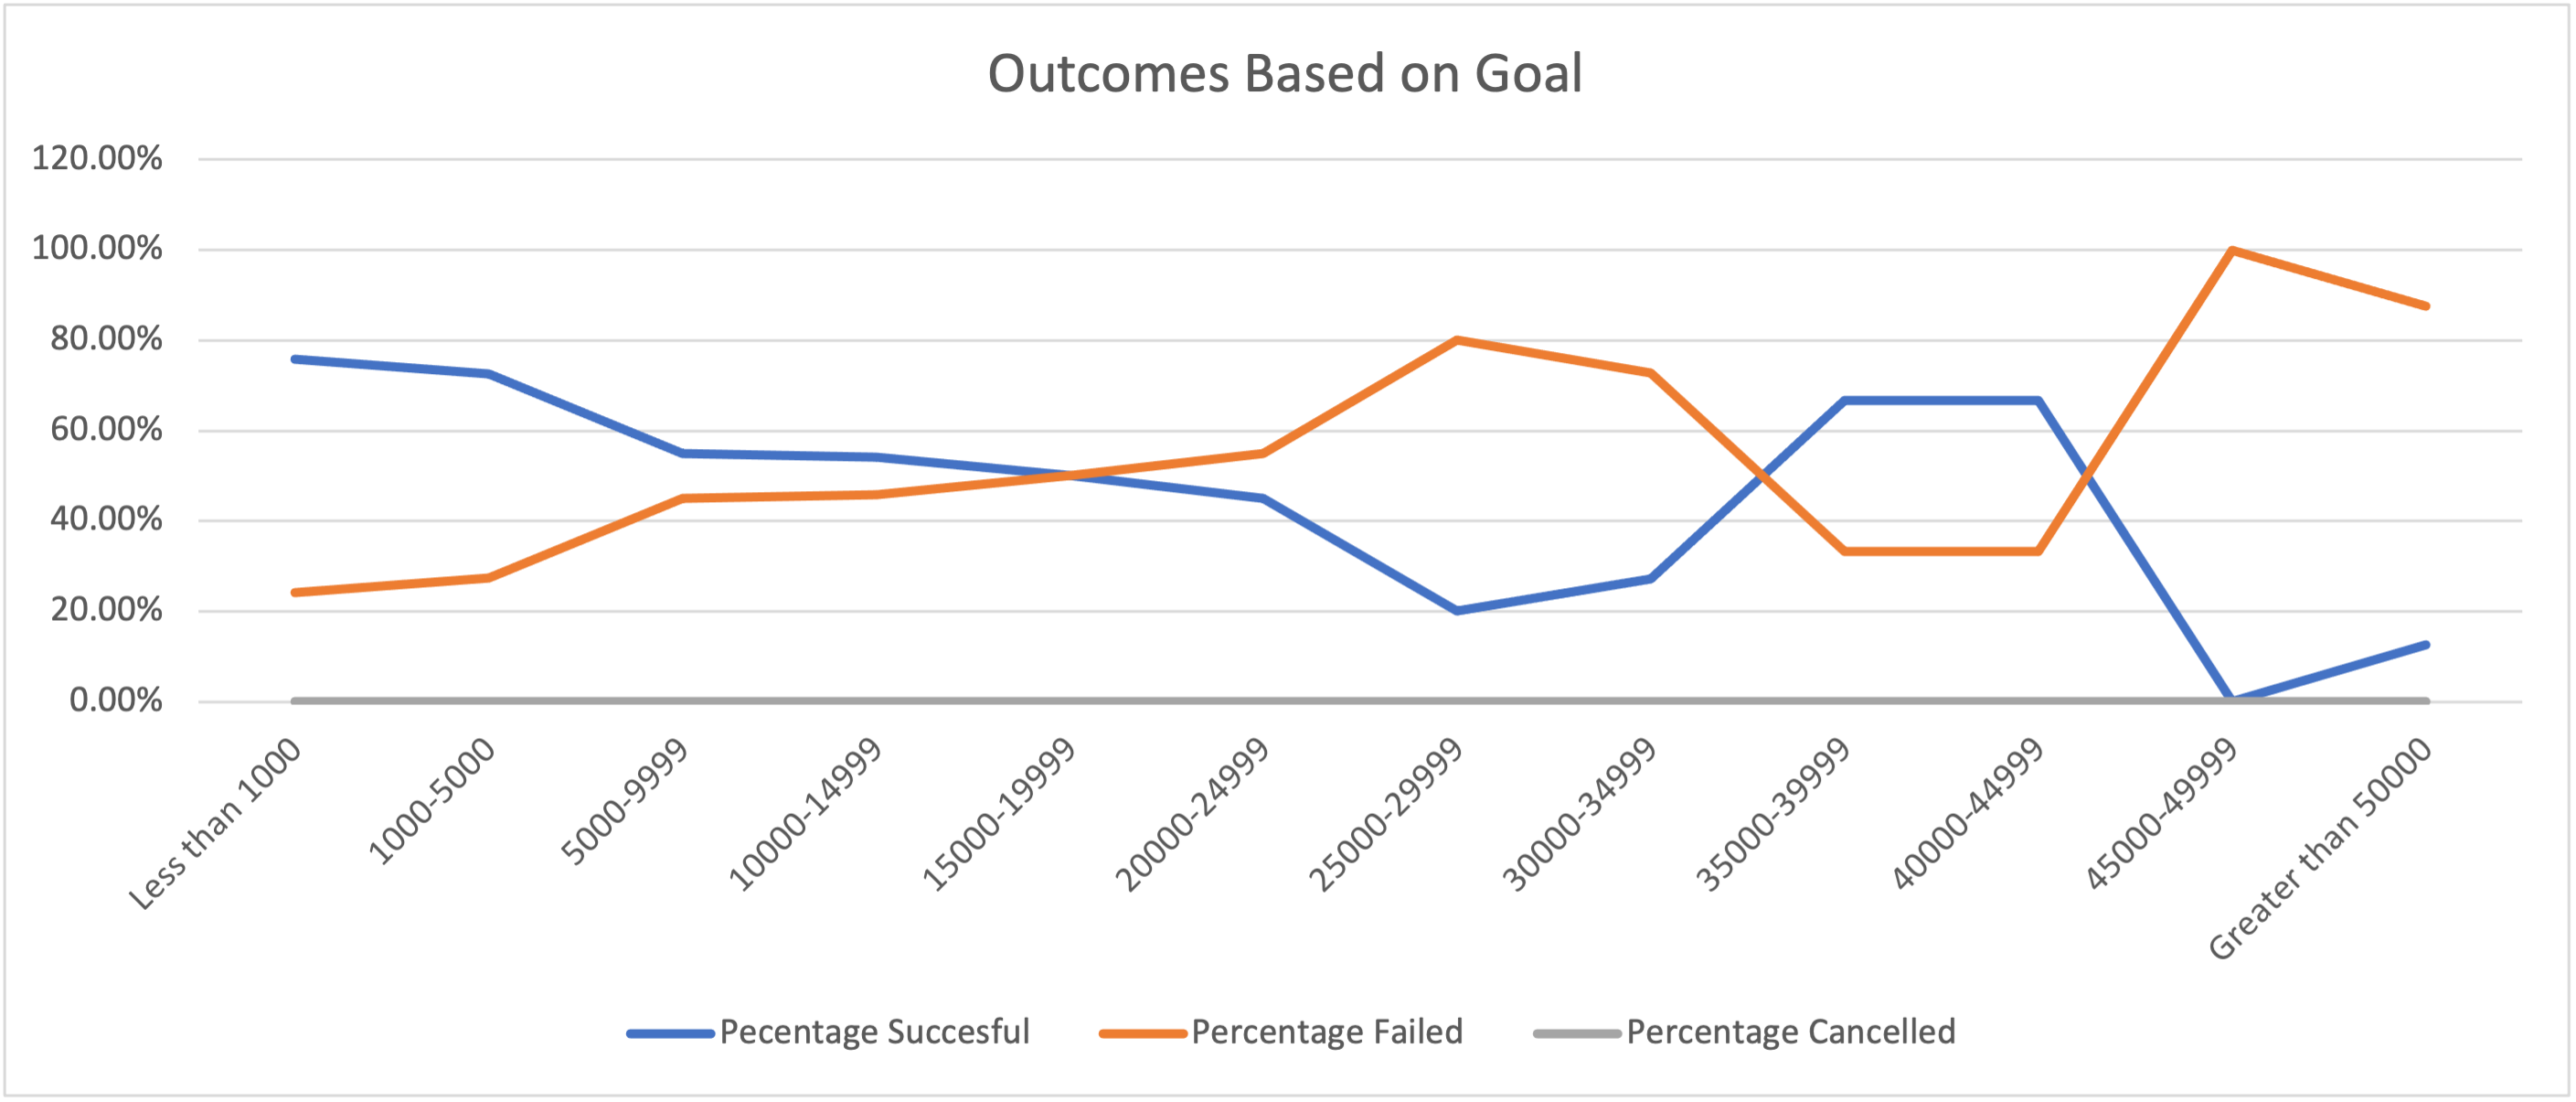 Outcomes Based on Goal
120.00%
100.00%
80.00%
60.00%
40.00%
20.00%
0.00%
Less than 1000
1000-5000
5000-9999
10000-14999
15000-19999
20000-24999
25000-29999
30000-34999
35000-39999
40000-44999
45000-49999
Greater than 50000
Pecentage Succesful
Percentage Failed
Percentage Cancelled